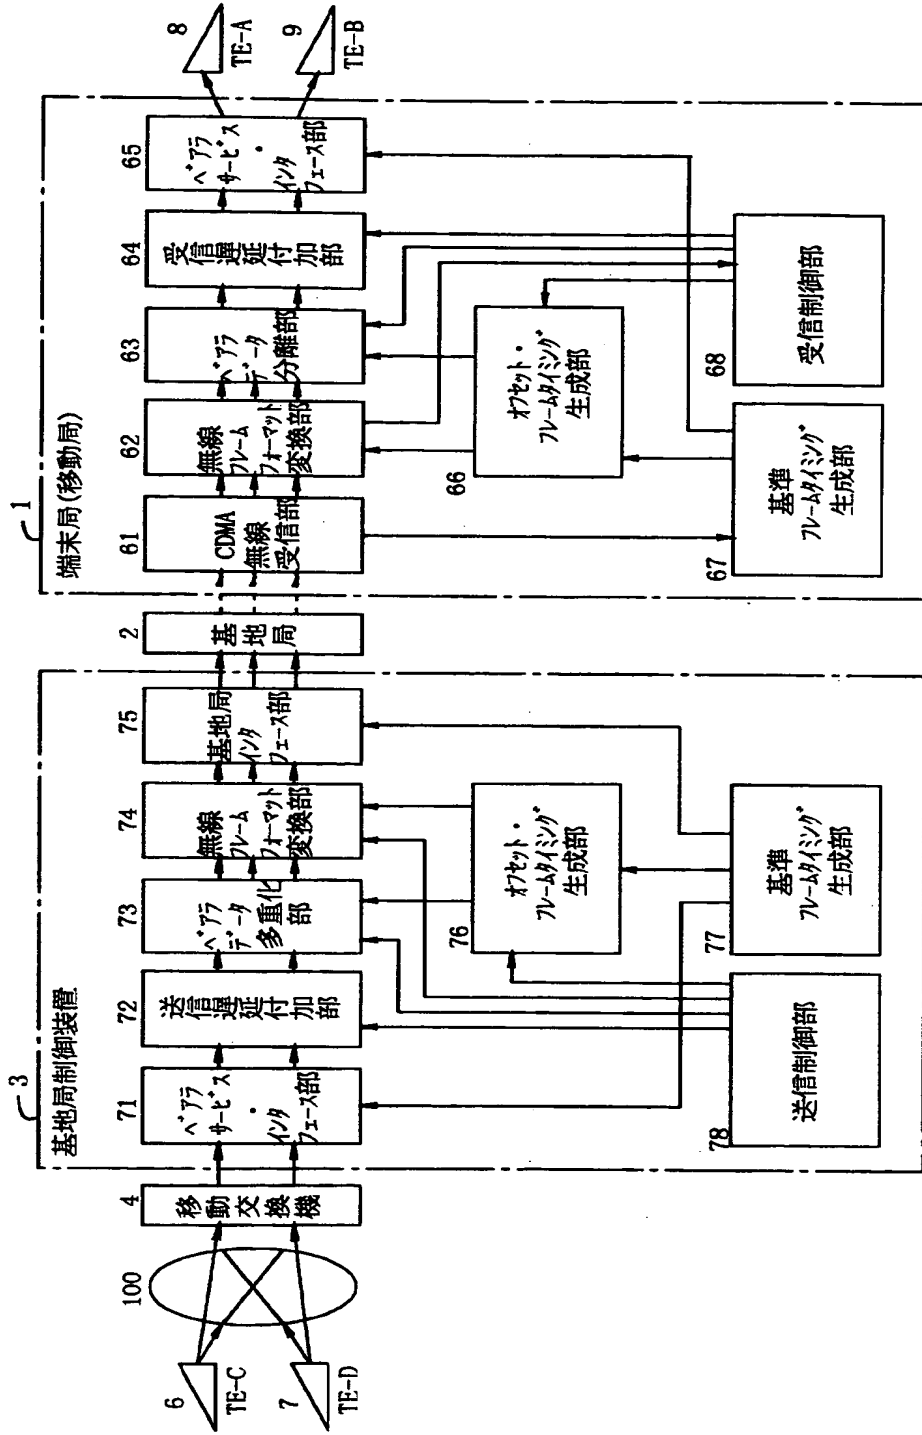 6
TE-C
7
TE-D
100
4
移動交換機
3
基地局制御装置
71
ベアラ
サービス
・
インタ
フェース部
72
送信遅延付加部
73
ベアラ
データ
多重化
部
74
無線
フレーム
フォーマット
変換部
75
基地局
インタ
フェース部
76
オフセット・
フレームタイミング
生成部
77
基準
フレームタイミング
生成部
78
送信制御部
2
基地局
1
端末局(移動局)
61
CDMA
無線
受信部
62
無線
フレーム
フォーマット
変換部
63
ベアラ
データ
分離部
64
受信遅延付加部
65
ベアラ
サービス
・
インタ
フェース部
66
オフセット・
フレームタイミング
生成部
67
基準
フレームタイミング
生成部
68
受信制御部
8
TE-A
9
TE-B